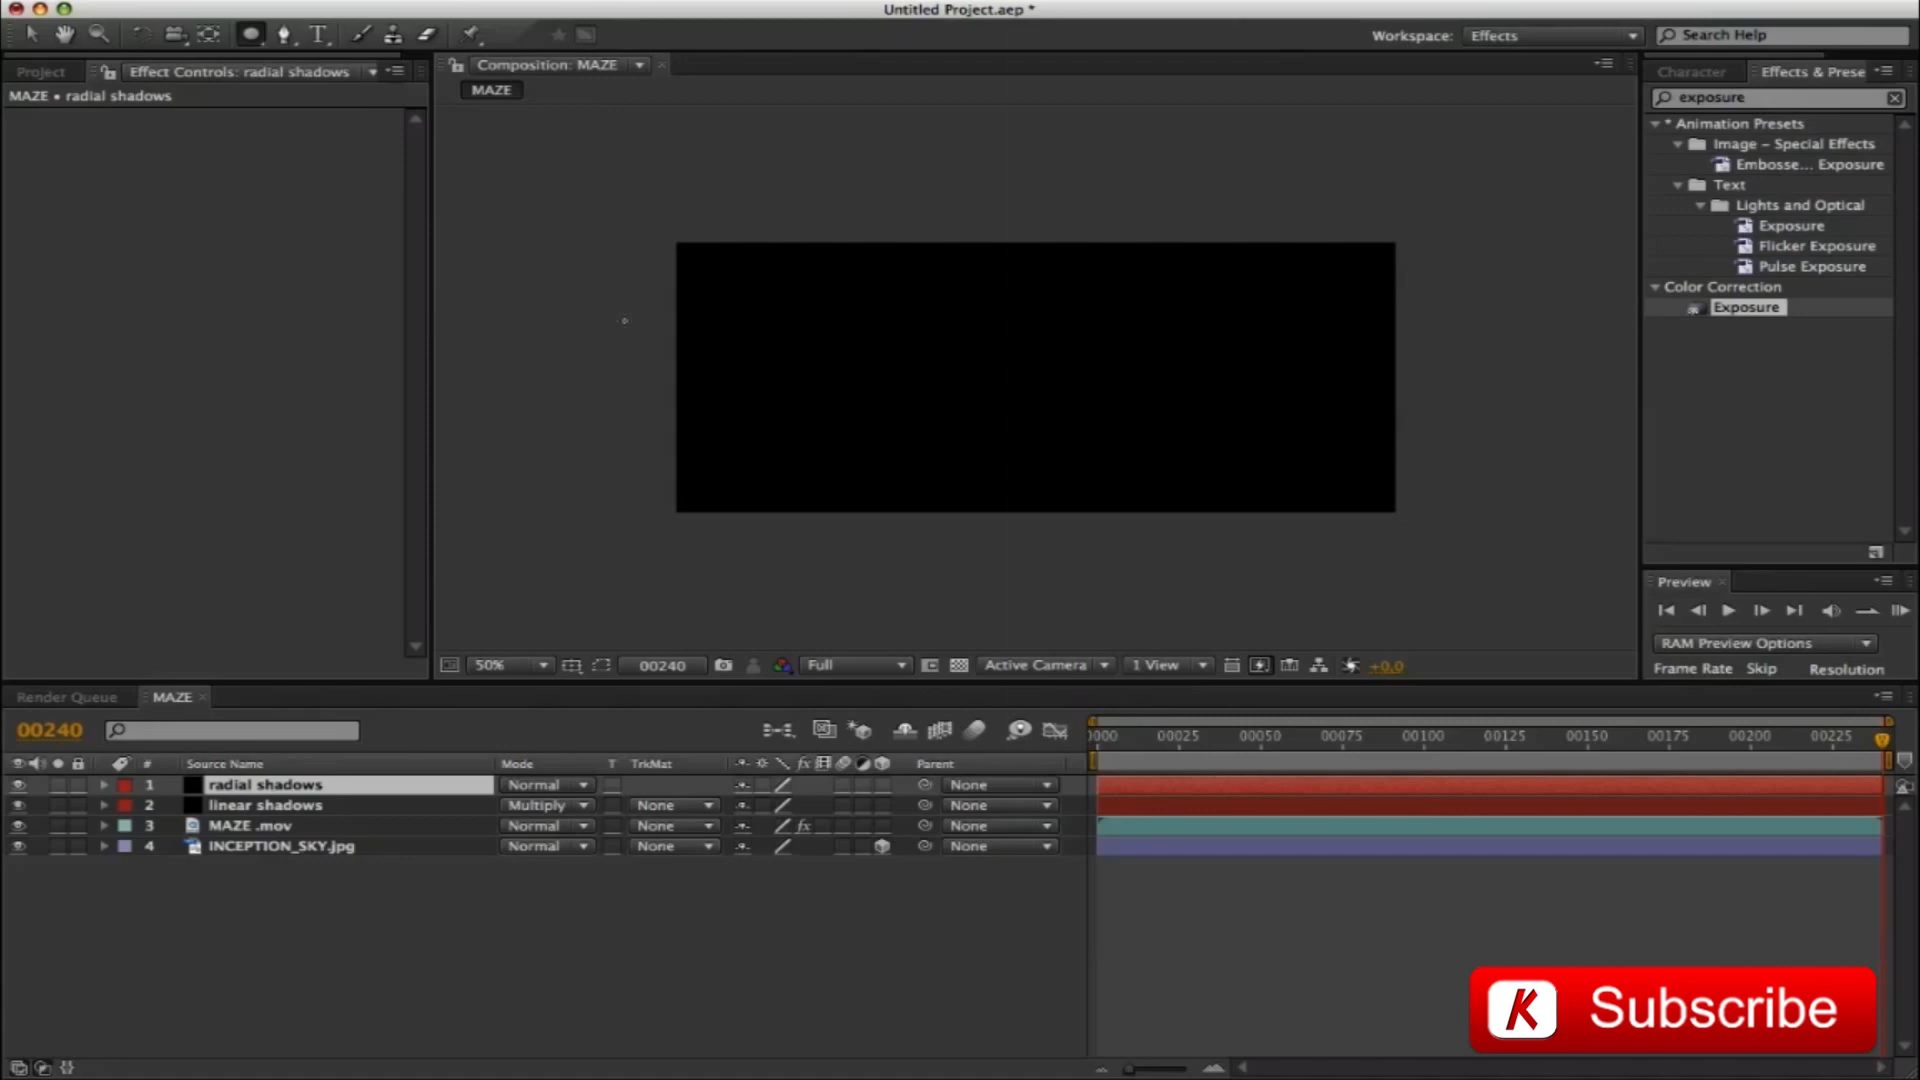 Untitled Project.aep *
Workspace: Effects
Search Help
Project
Effect Controls: radial shadows
MAZE • radial shadows
Composition: MAZE
MAZE
Character
Effects & Prese
exposure
* Animation Presets
Image – Special Effects
Embosse... Exposure
Text
Lights and Optical
Exposure
Flicker Exposure
Pulse Exposure
Color Correction
Exposure
50%
00240
Full
Active Camera
1 View
+0.0
Preview
RAM Preview Options
Frame Rate Skip Resolution
Render Queue
MAZE
00240
0000 00025 00050 00075 00100 00125 00150 00175 00200 00225
# Source Name Mode T TrkMat fx Parent
1 radial shadows Normal None
2 linear shadows Multiply None None
3 MAZE .mov Normal None fx None
4 INCEPTION_SKY.jpg Normal None None
K Subscribe